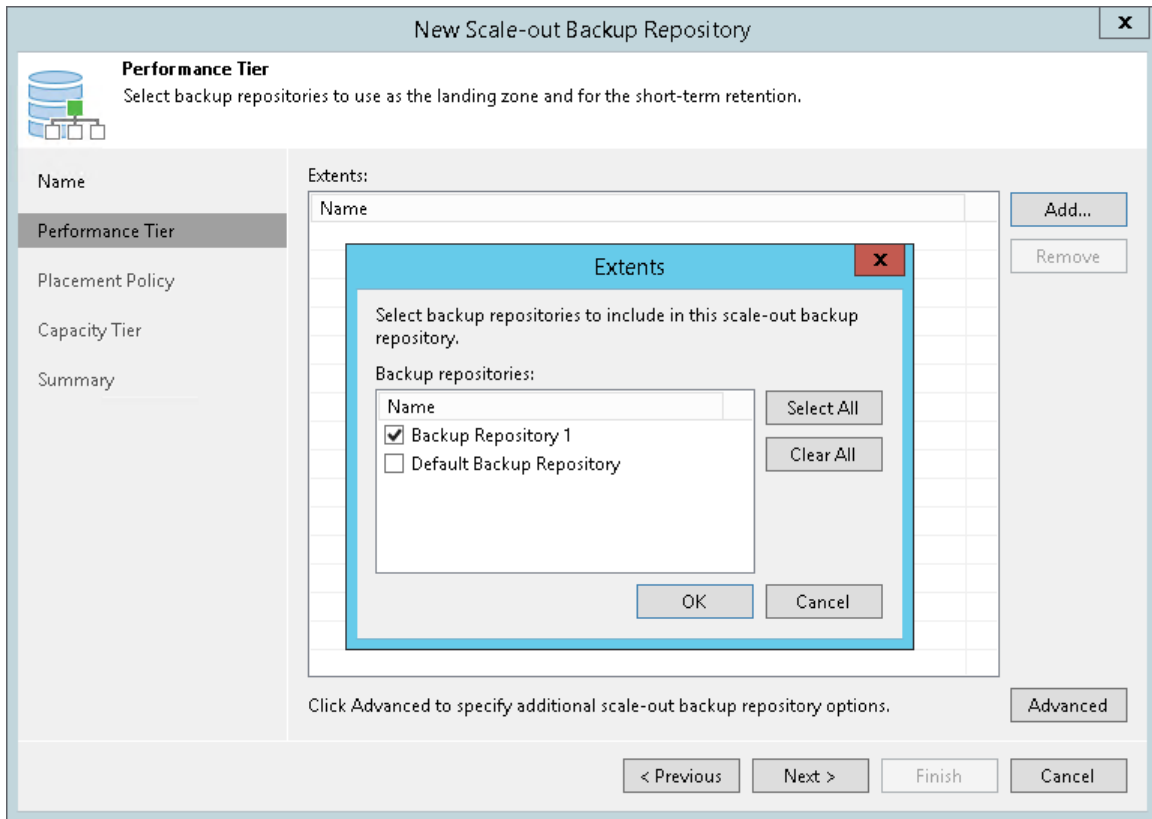 New Scale-out Backup Repository
x
Performance Tier
Select backup repositories to use as the landing zone and for the short-term retention.
Name
Performance Tier
Placement Policy
Capacity Tier
Summary
Extents:
Name
Add...
Remove
Extents
x
Select backup repositories to include in this scale-out backup
repository.
Backup repositories:
Name
Backup Repository 1
Default Backup Repository
Select All
Clear All
OK
Cancel
Click Advanced to specify additional scale-out backup repository options.
Advanced
< Previous
Next >
Finish
Cancel